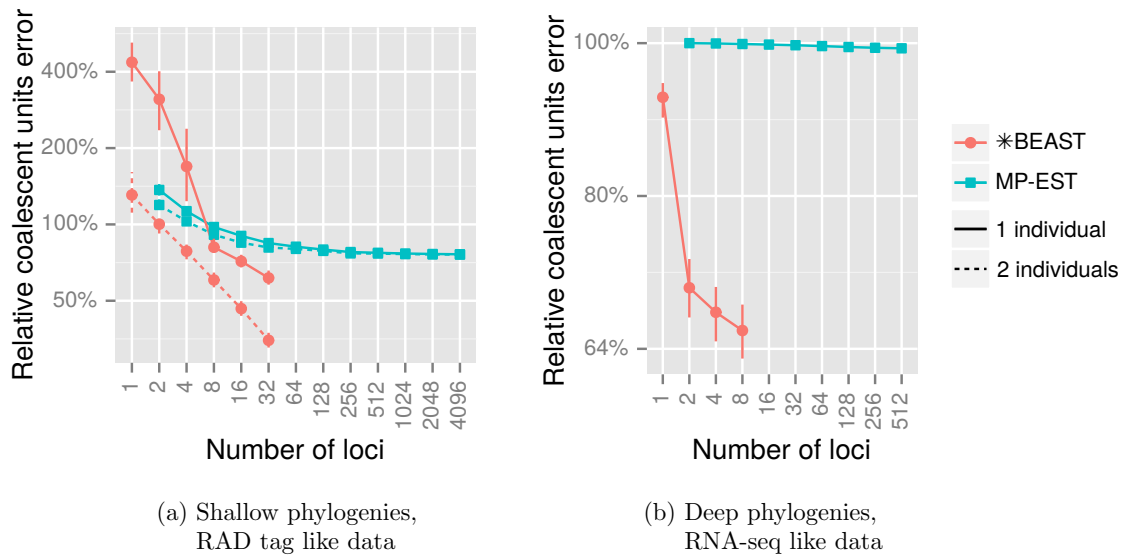 Relative coalescent units error
400%
200%
100%
50%
1
2
4
8
16
32
64
128
256
512
1024
2048
4096
Number of loci
(a) Shallow phylogenies,
RAD tag like data
Relative coalescent units error
100%
80%
64%
1
2
4
8
16
32
64
128
256
512
Number of loci
(b) Deep phylogenies,
RNA-seq like data
✳BEAST
MP-EST
1 individual
2 individuals